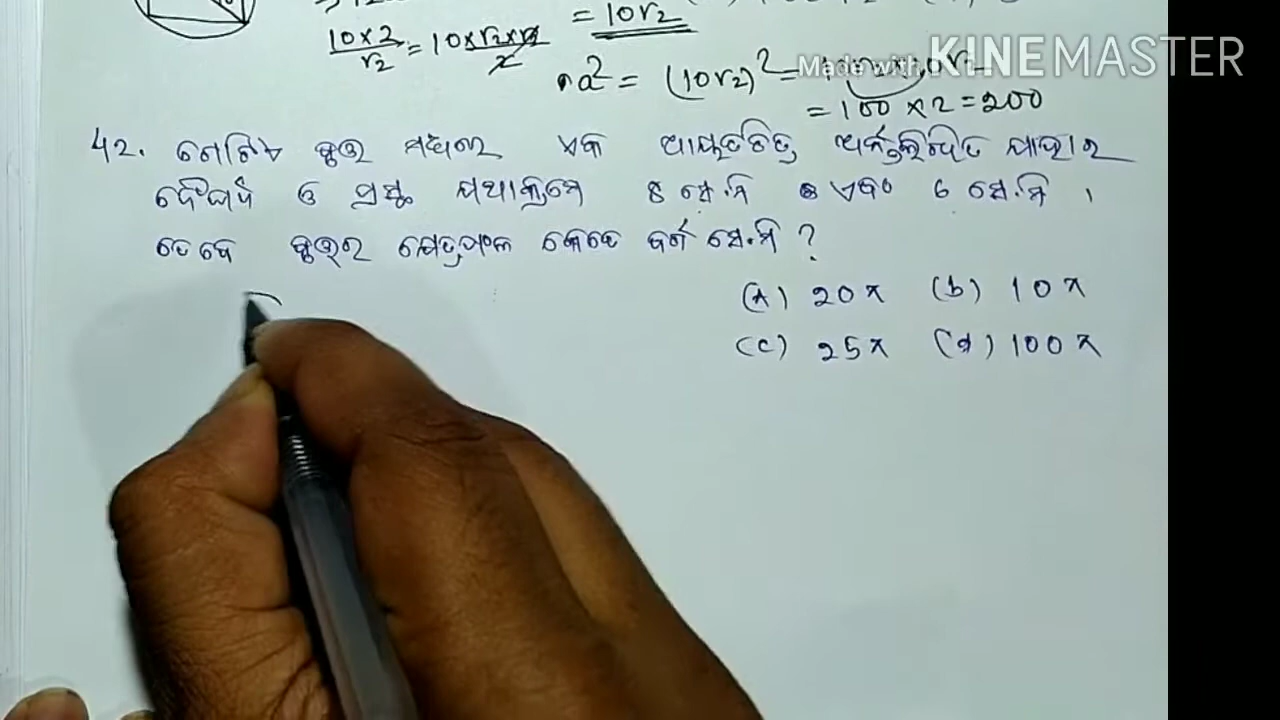 = 10r2
10 × 2 / r2 = 10 × r2 × r2 / 2
a² = (10r2)² =
Made with KINEMASTER
= 100 × 2 = 200
42. ଗୋଟିଏ ବୃତ୍ତ ମଧ୍ୟରେ ଏକ ଆୟତଚିତ୍ର ଅର୍ନ୍ତଲିଖିତ ଯାହାର
ଦୈର୍ଘ୍ୟ ଓ ପ୍ରସ୍ଥ ଯଥାକ୍ରମେ 8 ସେ.ମି ଏବଂ 6 ସେ.ମି ।
ତେବେ ବୃତ୍ତର କ୍ଷେତ୍ରଫଳ କେତେ ବର୍ଗ ସେ.ମି ?
(A) 20π (b) 10π
(c) 25π (d) 100π